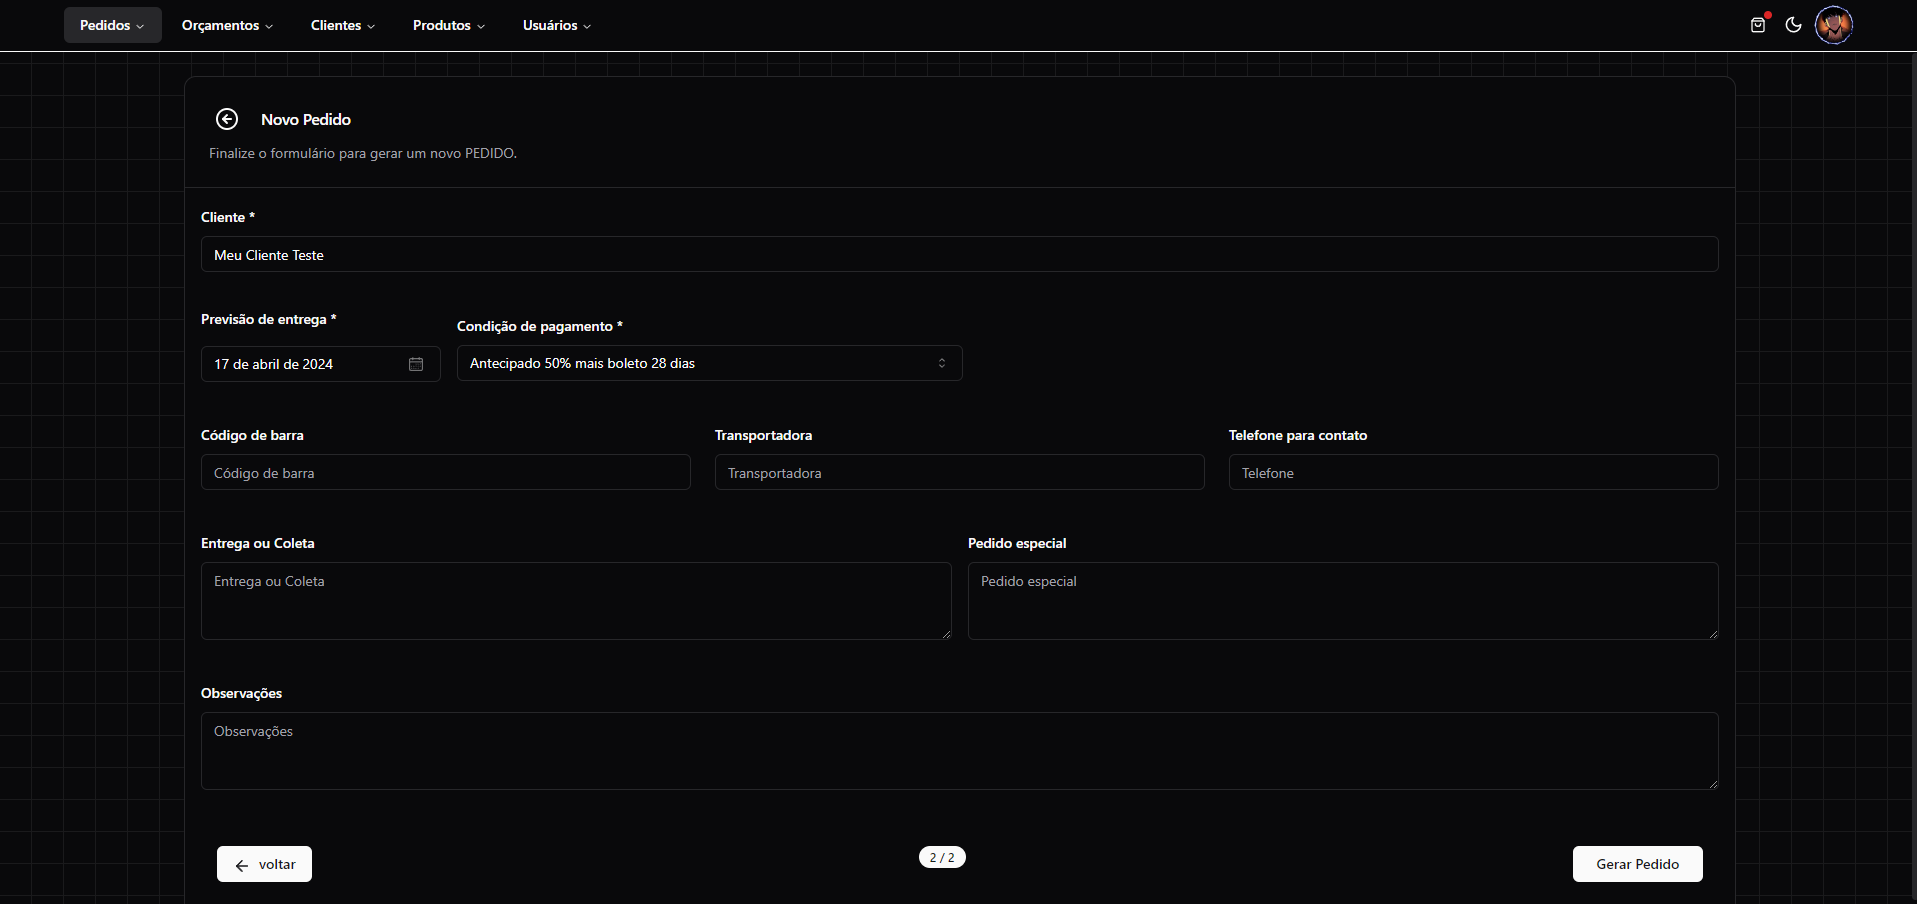 Pedidos Orçamentos Clientes Produtos Usuários
Novo Pedido
Finalize o formulário para gerar um novo PEDIDO.
Cliente *
Meu Cliente Teste
Previsão de entrega * Condição de pagamento *
17 de abril de 2024 Antecipado 50% mais boleto 28 dias
Código de barra Transportadora Telefone para contato
Código de barra Transportadora Telefone
Entrega ou Coleta Pedido especial
Entrega ou Coleta Pedido especial
Observações
Observações
voltar 2 / 2 Gerar Pedido